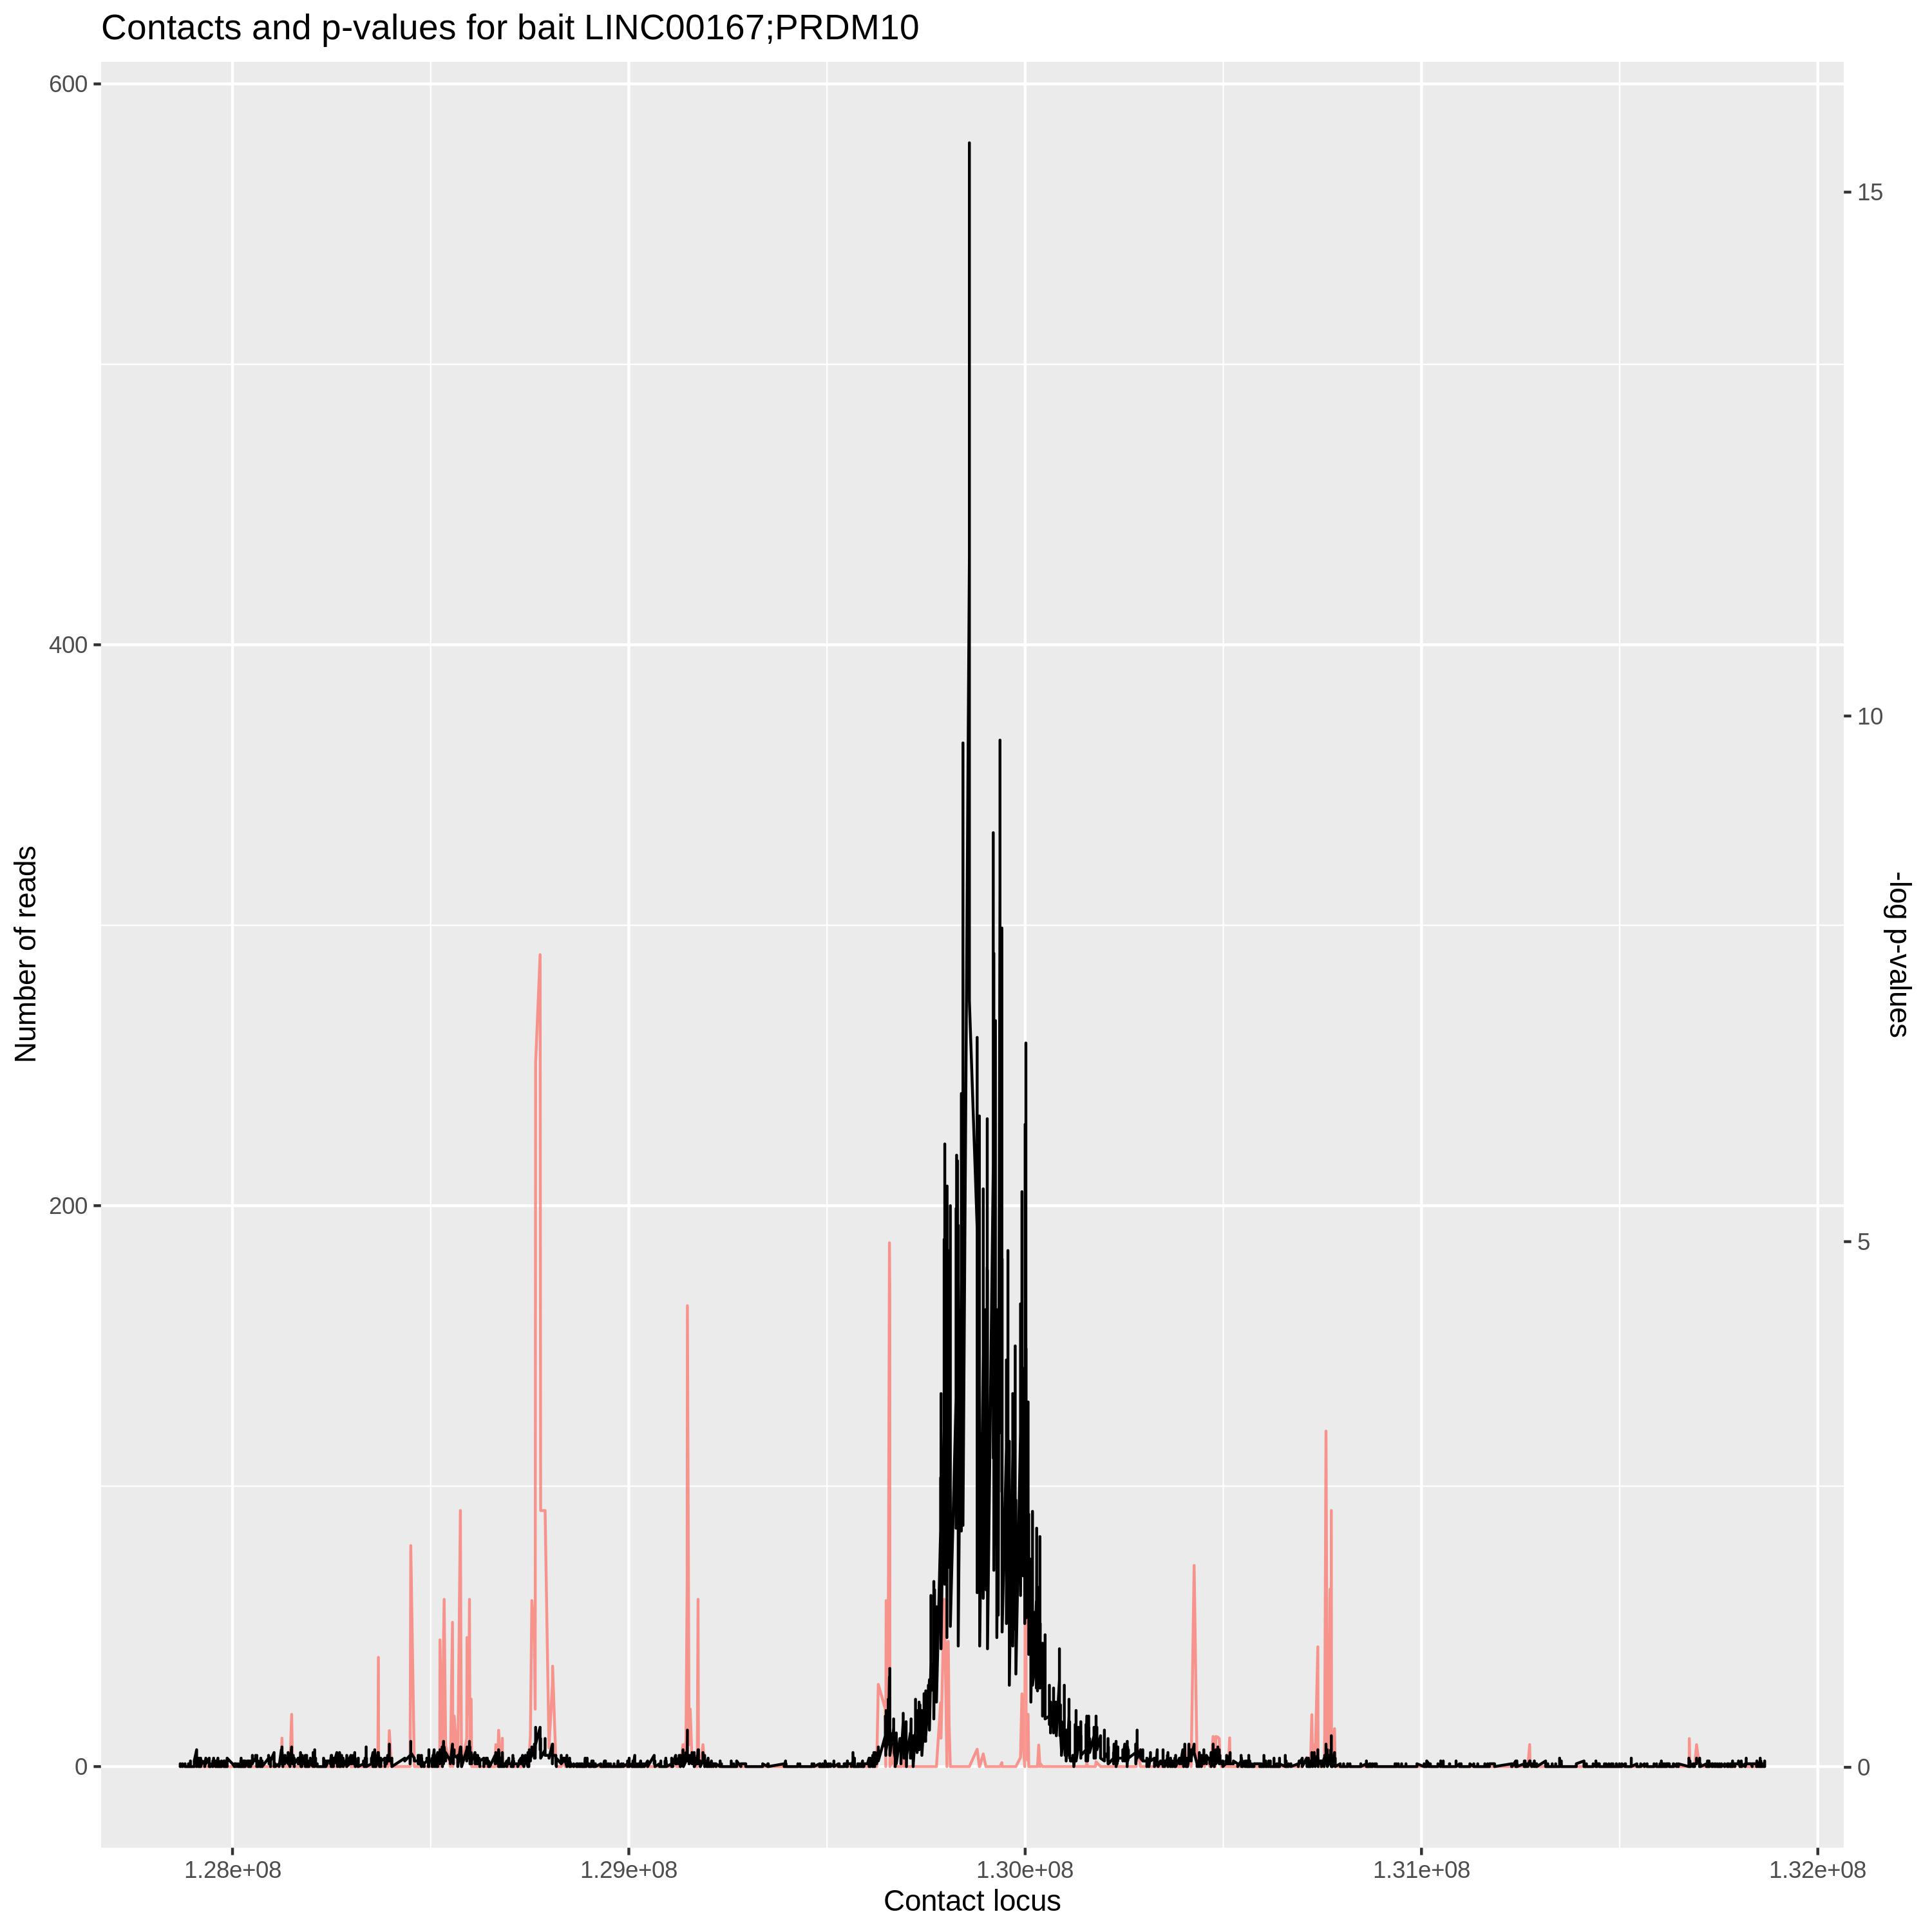 Contacts and p-values for bait LINC00167;PRDM10
600
400
200
0
Number of reads
15
10
5
0
-log p-values
1.28e+08
1.29e+08
1.30e+08
1.31e+08
1.32e+08
Contact locus